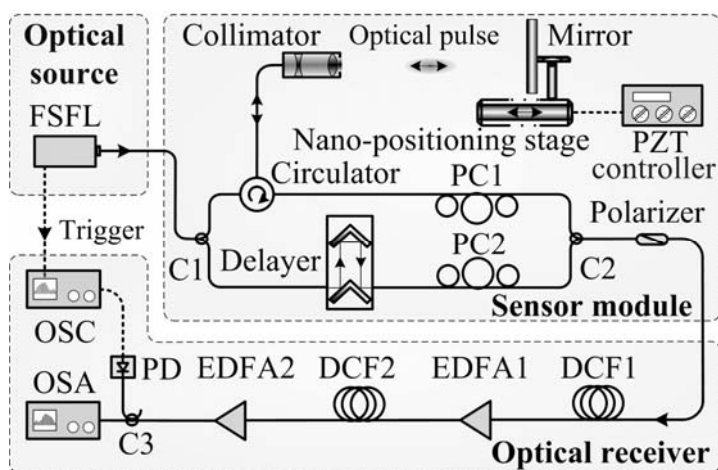 Optical
source
FSFL
Trigger
Collimator
Optical pulse
Mirror
Nano-positioning stage
PZT
controller
Circulator
PC1
Polarizer
C1
Delayer
PC2
C2
Sensor module
OSC
OSA
PD
EDFA2
DCF2
EDFA1
DCF1
C3
Optical receiver